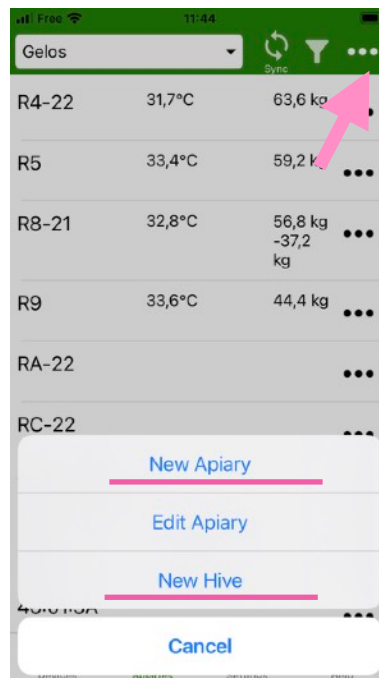 Free 11:44
Gelos
Sync
R4-22 31,7°C 63,6 kg
R5 33,4°C 59,2 kg
R8-21 32,8°C 56,8 kg
-37,2
kg
R9 33,6°C 44,4 kg
RA-22
RC-22
New Apiary
Edit Apiary
New Hive
Cancel